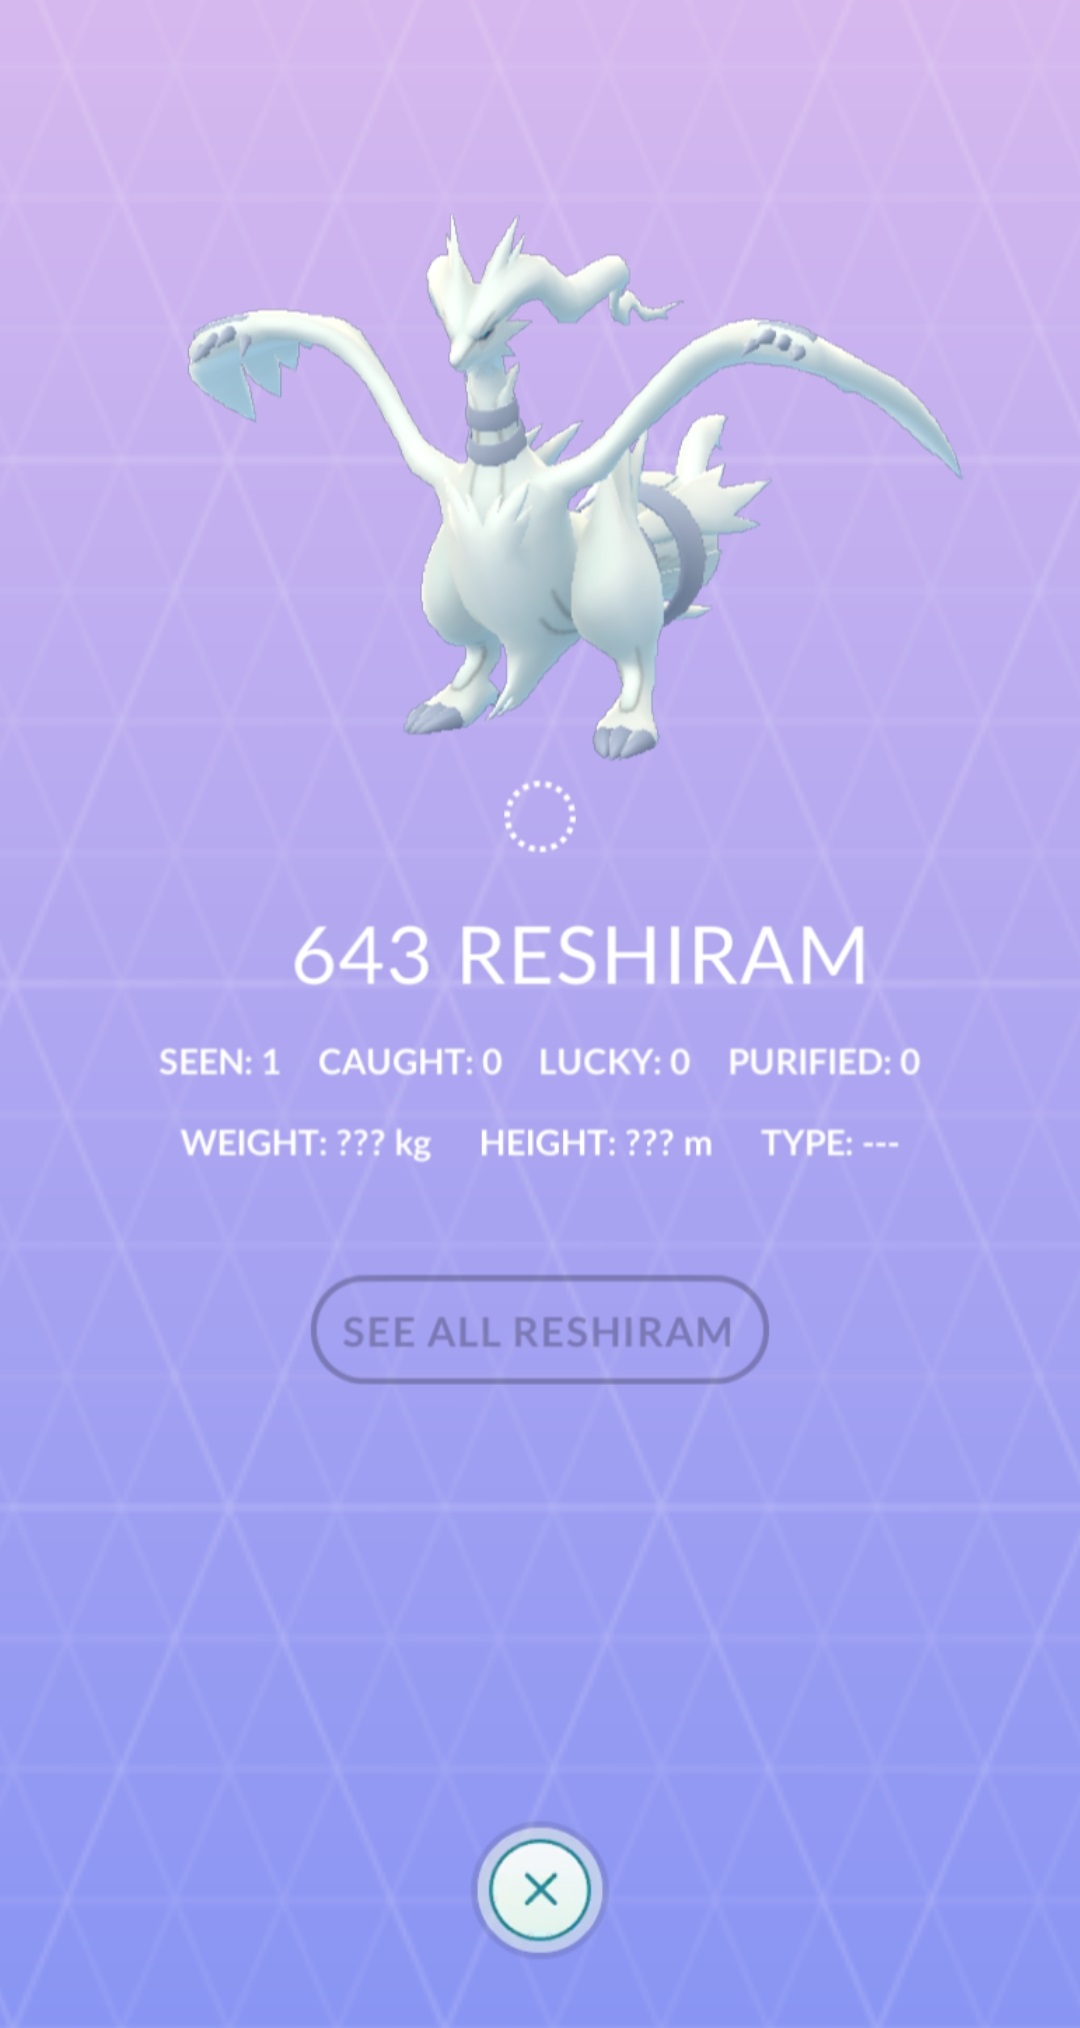 643 RESHIRAM
SEEN: 1 CAUGHT: 0 LUCKY: 0 PURIFIED: 0
WEIGHT: ??? kg HEIGHT: ??? m TYPE: ---
SEE ALL RESHIRAM